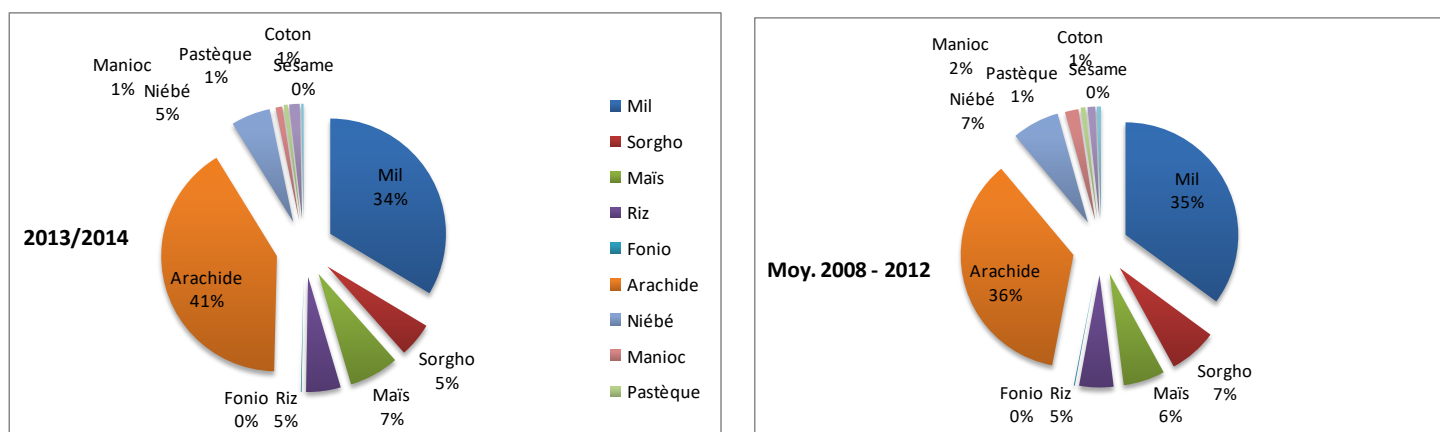 Coton
1%
Pastèque
1%
Sésame
0%
Manioc
1%
Niébé
5%
Mil
34%
2013/2014
Arachide
41%
Sorgho
5%
Maïs
7%
Riz
5%
Fonio
0%
Mil
Sorgho
Maïs
Riz
Fonio
Arachide
Niébé
Manioc
Pastèque
Coton
1%
Manioc
2%
Pastèque
1%
Sésame
0%
Niébé
7%
Mil
35%
Moy. 2008 - 2012
Arachide
36%
Sorgho
7%
Maïs
6%
Riz
5%
Fonio
0%